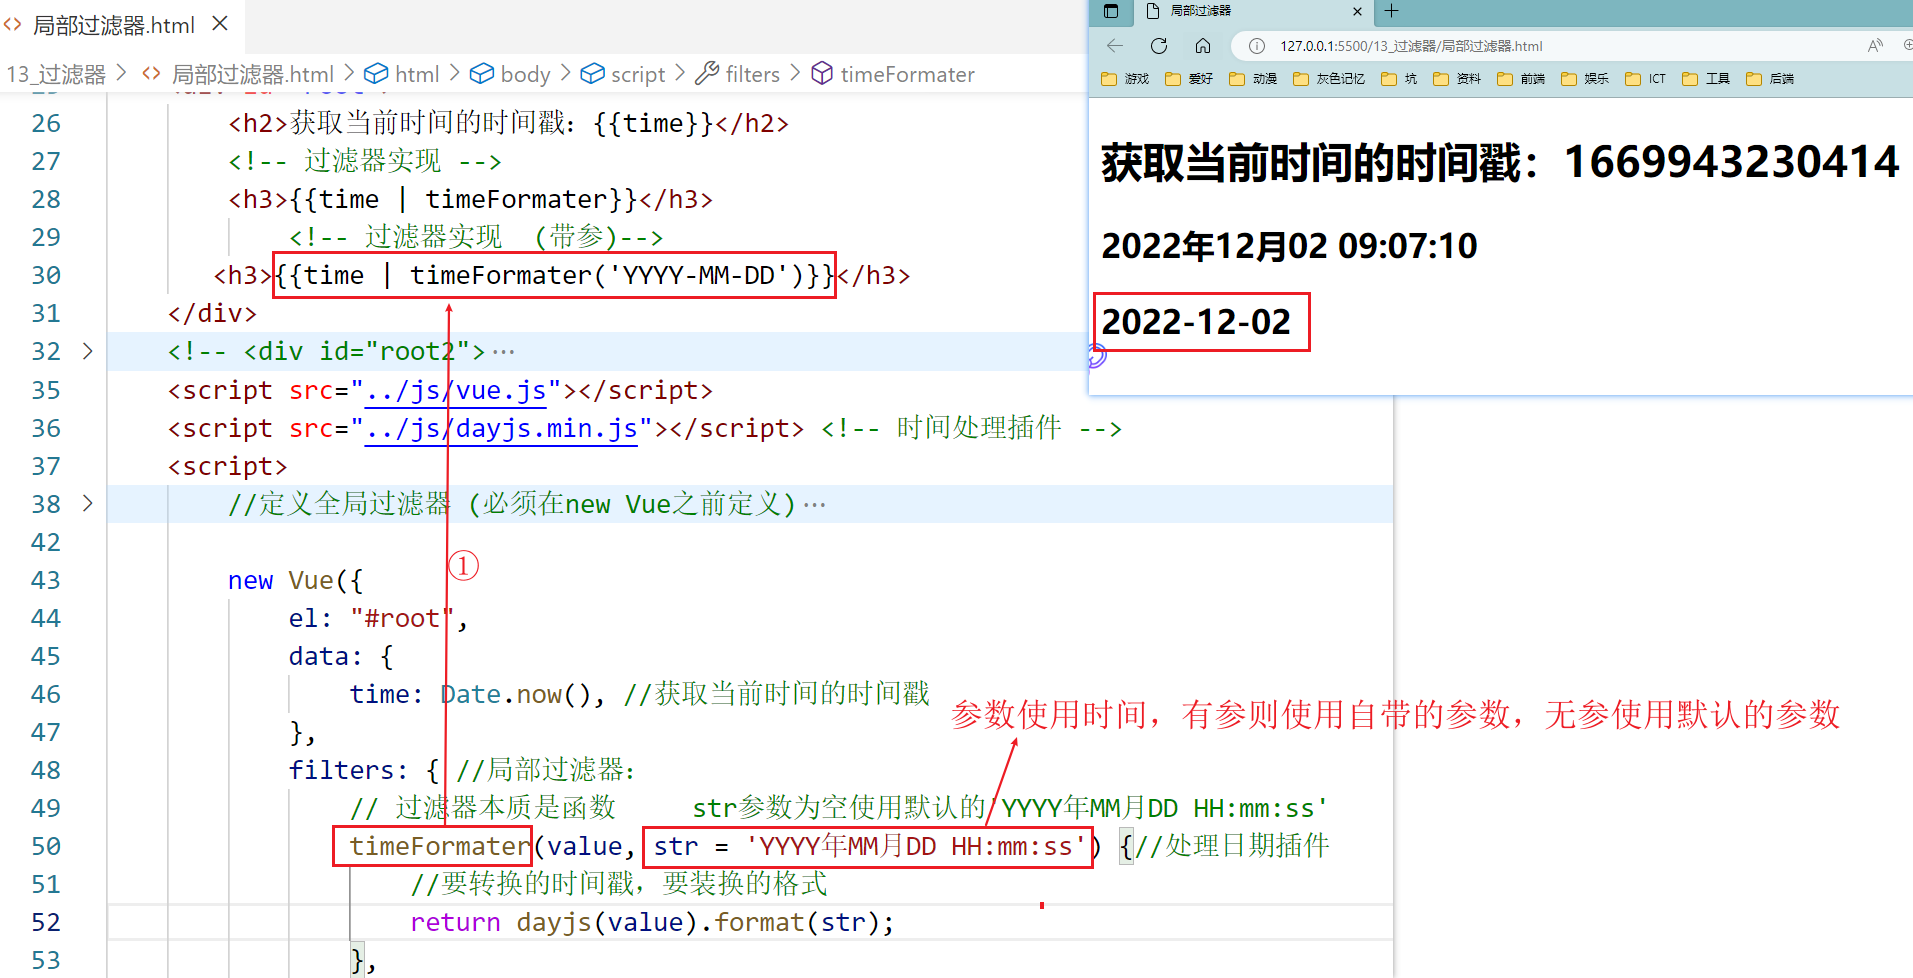 局部过滤器.html
13_过滤器 > 局部过滤器.html > html > body > script > filters > timeFormater
26 <h2>获取当前时间的时间戳：{{time}}</h2>
27 <!-- 过滤器实现 -->
28 <h3>{{time | timeFormater}}</h3>
29 <!-- 过滤器实现 （带参)-->
30 <h3>{{time | timeFormater('YYYY-MM-DD')}}</h3>
31 </div>
32 <!-- <div id="root2">…
35 <script src="../js/vue.js"></script>
36 <script src="../js/dayjs.min.js"></script> <!-- 时间处理插件 -->
37 <script>
38 //定义全局过滤器 (必须在new Vue之前定义)…
42
①
43 new Vue({
44 el: "#root",
45 data: {
46 time: Date.now(), //获取当前时间的时间戳
47 },
48 filters: { //局部过滤器：
49 // 过滤器本质是函数 str参数为空使用默认的'YYYY年MM月DD HH:mm:ss'
50 timeFormater(value, str = 'YYYY年MM月DD HH:mm:ss') {//处理日期插件
51 //要转换的时间戳，要装换的格式
52 return dayjs(value).format(str);
53 },
参数使用时间，有参则使用自带的参数，无参使用默认的参数
局部过滤器
127.0.0.1:5500/13_过滤器/局部过滤器.html
游戏 爱好 动漫 灰色记忆 坑 资料 前端 娱乐 ICT 工具 后端
获取当前时间的时间戳：1669943230414
2022年12月02 09:07:10
2022-12-02